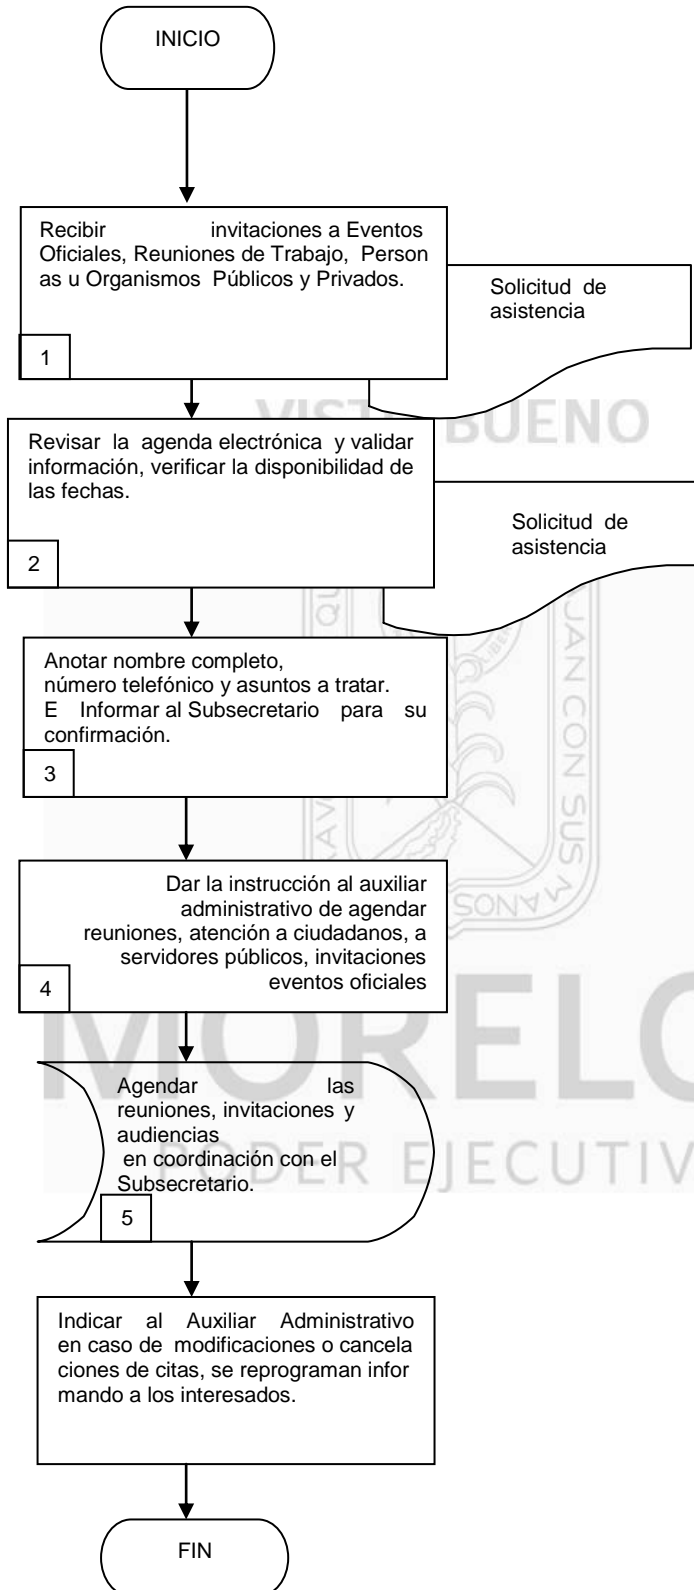 INICIO
Recibir invitaciones a Eventos
Oficiales, Reuniones de Trabajo, Person
as u Organismos Públicos y Privados.
1
Solicitud de
asistencia
VISTO BUENO
Revisar la agenda electrónica y validar
información, verificar la disponibilidad de
las fechas.
2
Solicitud de
asistencia
Anotar nombre completo,
número telefónico y asuntos a tratar.
E Informar al Subsecretario para su
confirmación.
3
JAN CON SUS MANOS
Dar la instrucción al auxiliar
administrativo de agendar
reuniones, atención a ciudadanos, a
servidores públicos, invitaciones
eventos oficiales
4
MORELO
Agendar las
reuniones, invitaciones y
audiencias
en coordinación con el
Subsecretario.
5
PODER EJECUTIV
Indicar al Auxiliar Administrativo
en caso de modificaciones o cancela
ciones de citas, se reprograman infor
mando a los interesados.
FIN